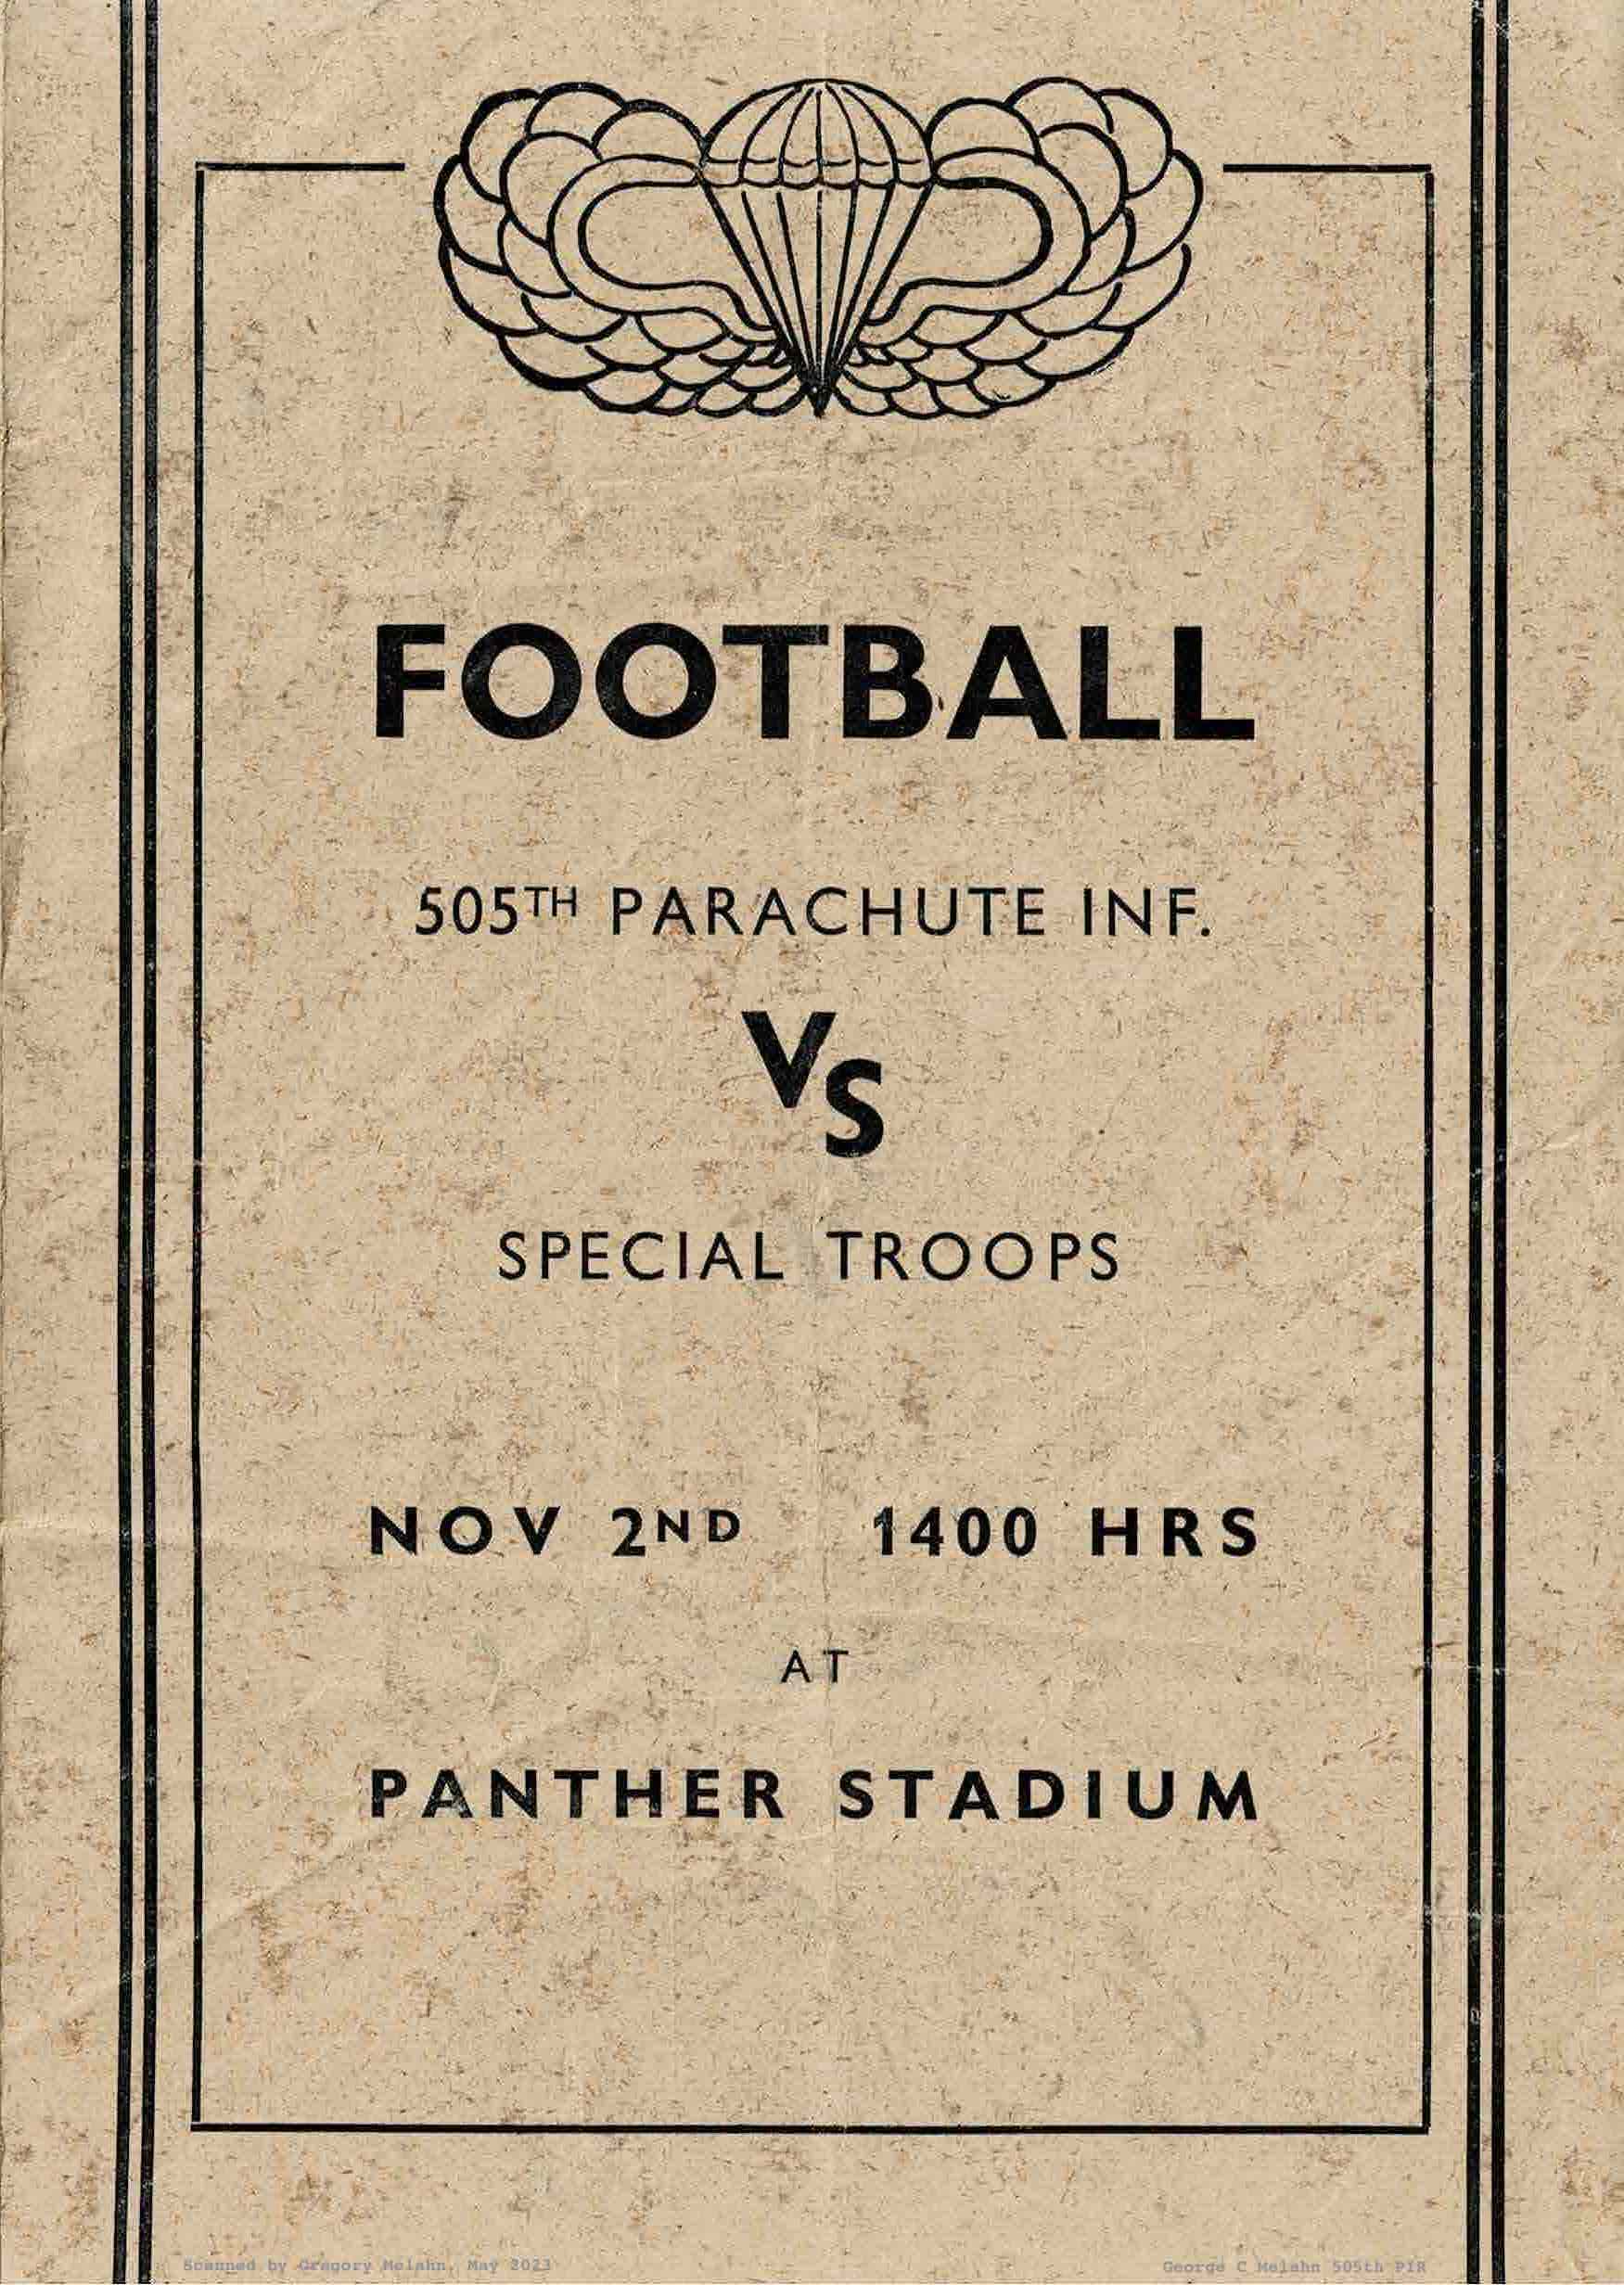 FOOTBALL
505TH PARACHUTE INF.
VS
SPECIAL TROOPS
NOV 2ND 1400 HRS
AT
PANTHER STADIUM
Scanned by Gregory Melahn, May 2023
George C Melahn 505th PIR